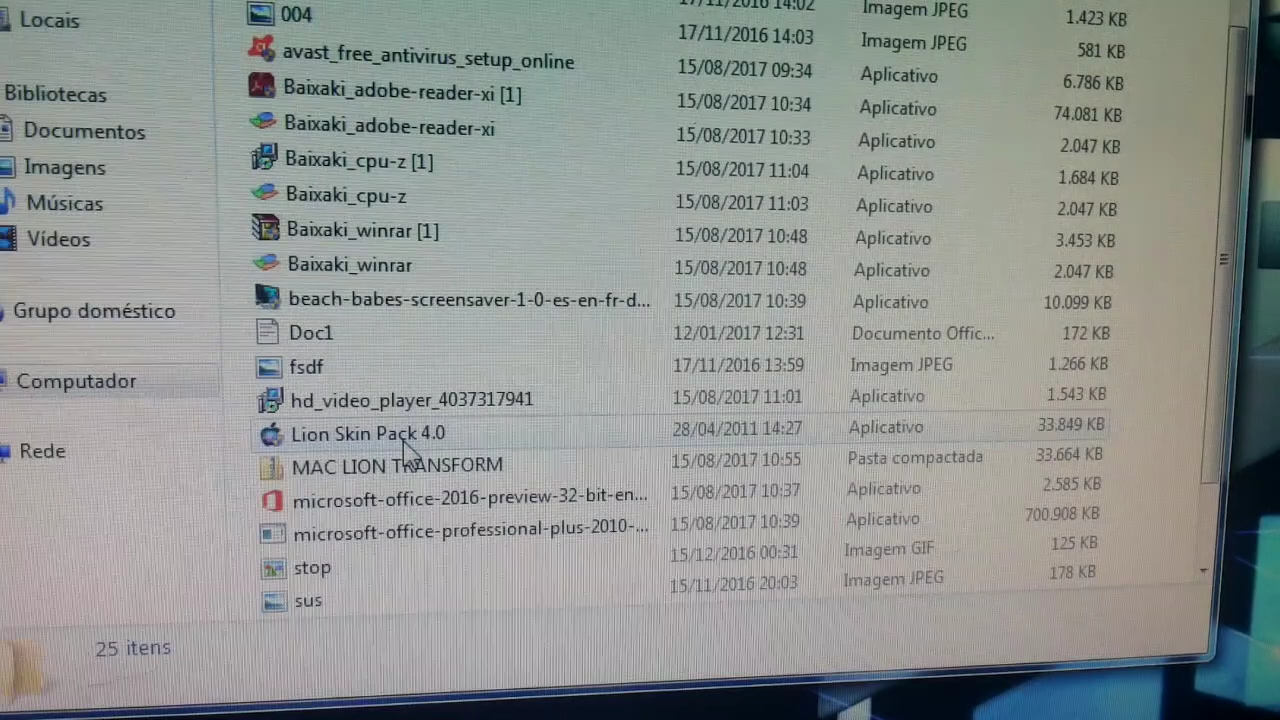 17/11/2016 14:02 Imagem JPEG 1.423 KB
Locais
004 17/11/2016 14:03 Imagem JPEG 581 KB
avast_free_antivirus_setup_online 15/08/2017 09:34 Aplicativo 6.786 KB
Bibliotecas
Baixaki_adobe-reader-xi [1] 15/08/2017 10:34 Aplicativo 74.081 KB
Documentos
Baixaki_adobe-reader-xi 15/08/2017 10:33 Aplicativo 2.047 KB
Imagens
Baixaki_cpu-z [1] 15/08/2017 11:04 Aplicativo 1.684 KB
Músicas
Baixaki_cpu-z 15/08/2017 11:03 Aplicativo 2.047 KB
Vídeos
Baixaki_winrar [1] 15/08/2017 10:48 Aplicativo 3.453 KB
Baixaki_winrar 15/08/2017 10:48 Aplicativo 2.047 KB
Grupo doméstico
beach-babes-screensaver-1-0-es-en-fr-d... 15/08/2017 10:39 Aplicativo 10.099 KB
Doc1 12/01/2017 12:31 Documento Offic... 172 KB
Computador
fsdf 17/11/2016 13:59 Imagem JPEG 1.266 KB
hd_video_player_4037317941 15/08/2017 11:01 Aplicativo 1.543 KB
Rede
Lion Skin Pack 4.0 28/04/2011 14:27 Aplicativo 33.849 KB
MAC LION TRANSFORM 15/08/2017 10:55 Pasta compactada 33.664 KB
microsoft-office-2016-preview-32-bit-en... 15/08/2017 10:37 Aplicativo 2.585 KB
microsoft-office-professional-plus-2010-... 15/08/2017 10:39 Aplicativo 700.908 KB
stop 15/12/2016 00:31 Imagem GIF 125 KB
sus 15/11/2016 20:03 Imagem JPEG 178 KB
25 itens